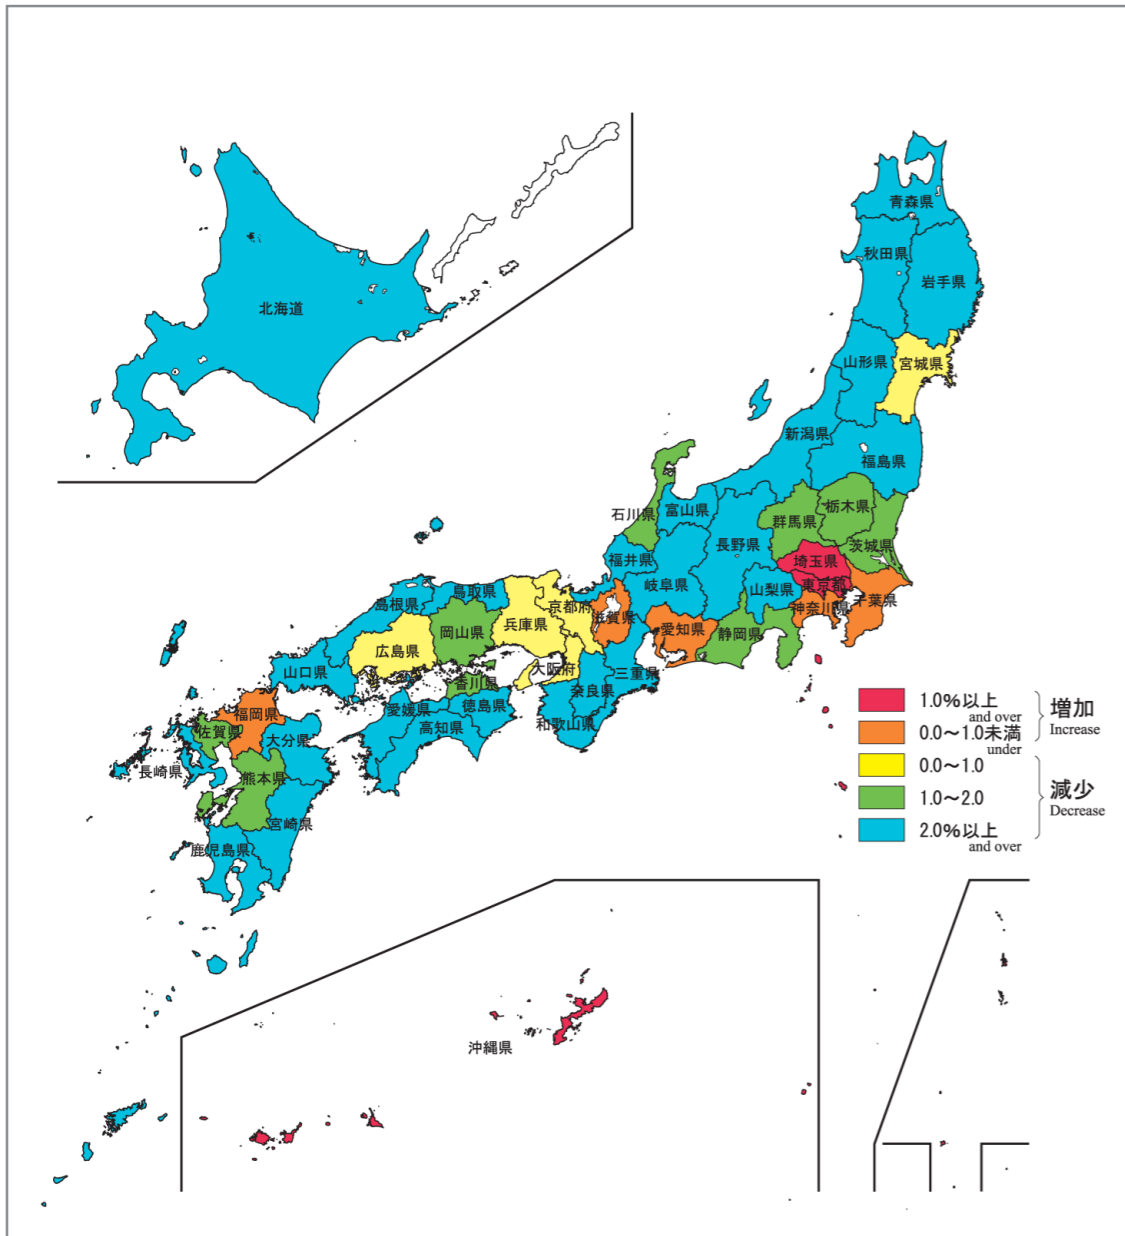 青森県
秋田県
岩手県
北海道
山形県
宮城県
新潟県
福島県
石川県
富山県
群馬県
栃木県
茨城県
長野県
埼玉県
福井県
岐阜県
山梨県
東京都
千葉県
神奈川県
島根県
鳥取県
京都府
滋賀県
兵庫県
岡山県
愛知県
静岡県
広島県
山口県
大阪府
三重県
香川県
奈良県
福岡県
愛媛県
徳島県
高知県
和歌山県
佐賀県
大分県
長崎県
熊本県
宮崎県
鹿児島県
沖縄県
1.0%以上
and over
0.0～1.0未満
under
増加
Increase
0.0～1.0
1.0～2.0
2.0%以上
and over
減少
Decrease